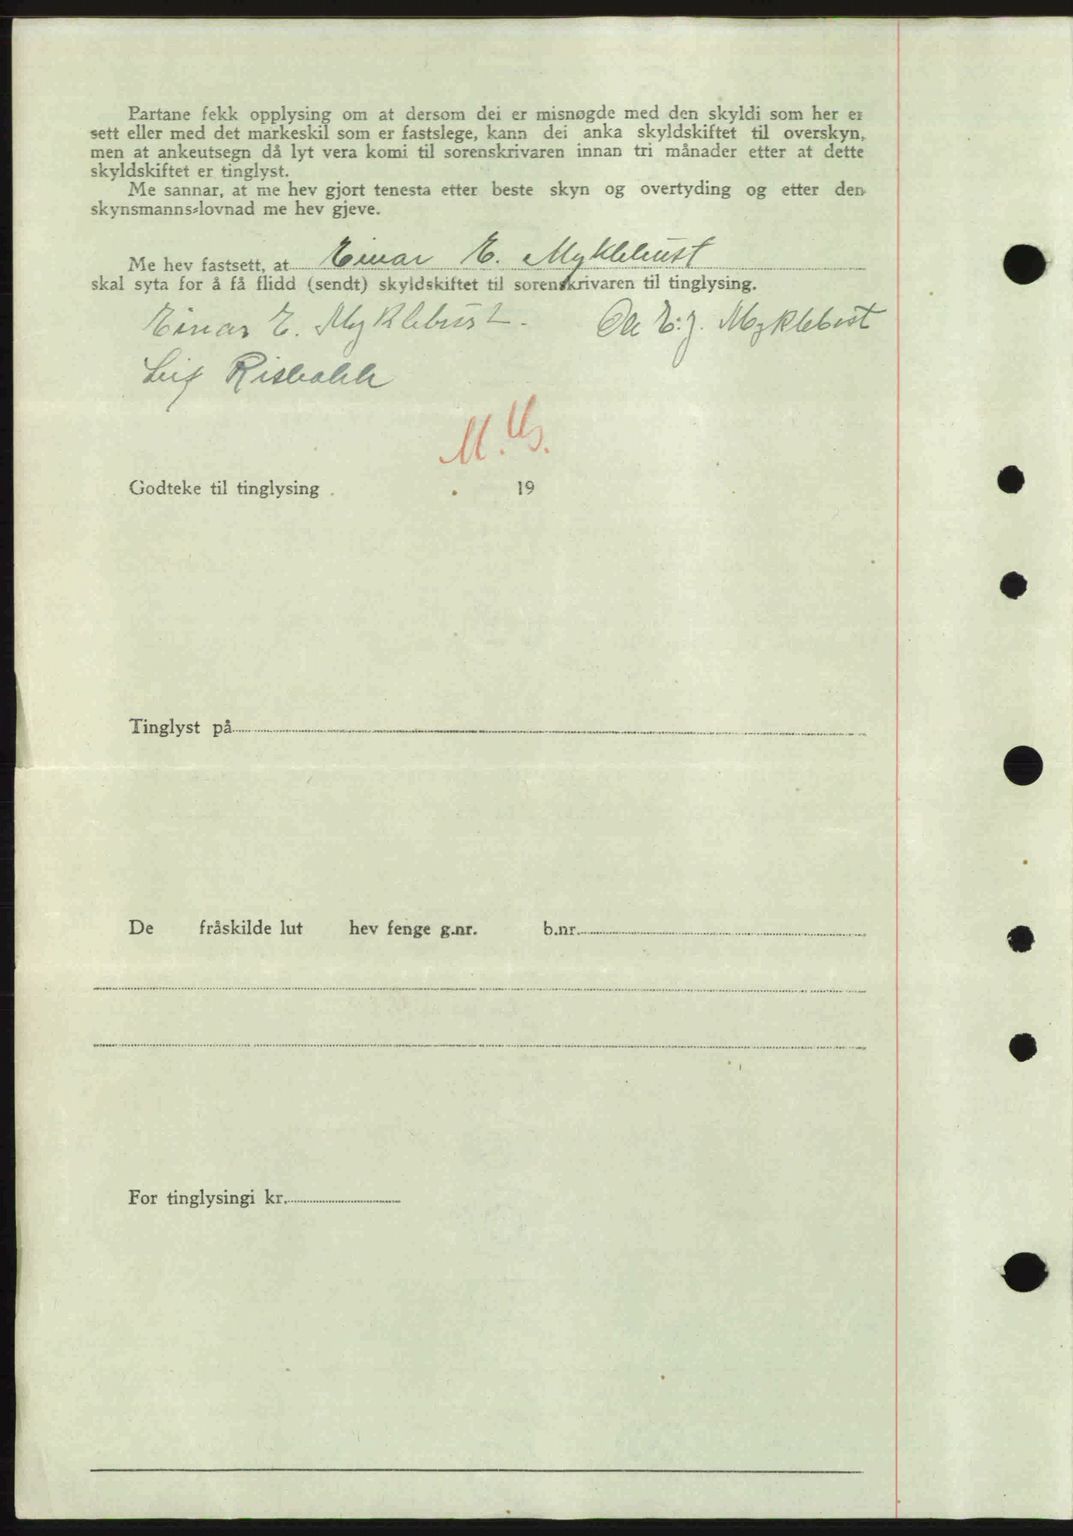 Partane fekk opplysing om at dersom dei er misnøgde med den skyldi som her er
sett eller med det markeskil som er fastslege, kann dei anka skyldskiftet til overskyn,
men at ankeutsegn då lyt vera komi til sorenskrivaren innan tri månader etter at dette
skyldskiftet er tinglyst.
Me sannar, at me hev gjort tenesta etter beste skyn og overtyding og etter den
skynsmanns-lovnad me hev gjeve.
Me hev fastsett, at Einar E. Myklebust
skal syta for å få flidd (sendt) skyldskiftet til sorenskrivaren til tinglysing.
Einar E. Myklebust. Ole E. J. Myklebust
Leif
Godteke til tinglysing 19
Tinglyst på
De fråskilde lut hev fenge g.nr. b.nr.
For tinglysingi kr.